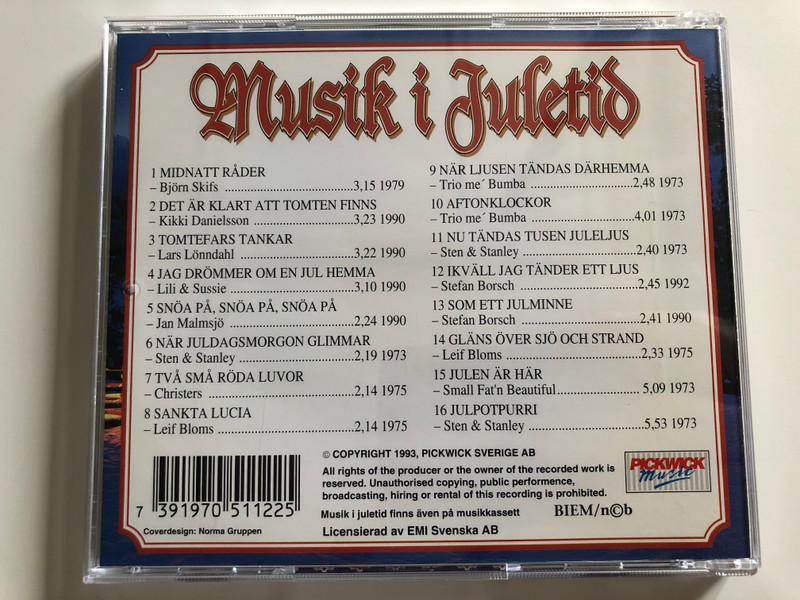 Musik i Juletid
1 MIDNATT RÅDER
– Björn Skifs ......................................3,15 1979
2 DET ÄR KLART ATT TOMTEN FINNS
– Kikki Danielsson ............................3,23 1990
3 TOMTEFARS TANKAR
– Lars Lönndahl ................................3,22 1990
4 JAG DRÖMMER OM EN JUL HEMMA
– Lili & Sussie ...................................3,10 1990
5 SNÖA PÅ, SNÖA PÅ, SNÖA PÅ
– Jan Malmsjö ...................................2,24 1990
6 NÄR JULDAGSMORGON GLIMMAR
– Sten & Stanley ................................2,19 1973
7 TVÅ SMÅ RÖDA LUVOR
– Christers .........................................2,14 1975
8 SANKTA LUCIA
– Leif Bloms ......................................2,14 1975
9 NÄR LJUSEN TÄNDAS DÄRHEMMA
– Trio me´ Bumba .............................2,48 1973
10 AFTONKLOCKOR
– Trio me´ Bumba .............................4,01 1973
11 NU TÄNDAS TUSEN JULELJUS
– Sten & Stanley ................................2,40 1973
12 IKVÄLL JAG TÄNDER ETT LJUS
– Stefan Borsch .................................2,45 1992
13 SOM ETT JULMINNE
– Stefan Borsch .................................2,41 1990
14 GLÄNS ÖVER SJÖ OCH STRAND
– Leif Bloms ......................................2,33 1975
15 JULEN ÄR HÄR
– Small Fat'n Beautiful....................... 5,09 1973
16 JULPOTPURRI
– Sten & Stanley ................................5,53 1973
© COPYRIGHT 1993, PICKWICK SVERIGE AB
All rights of the producer or the owner of the recorded work is
reserved. Unauthorised copying, public performence,
broadcasting, hiring or rental of this recording is prohibited.
Musik i juletid finns även på musikkassett
BIEM/n©b
Licensierad av EMI Svenska AB
PICKWICK
Music
7 391970 511225
Coverdesign: Norma Gruppen